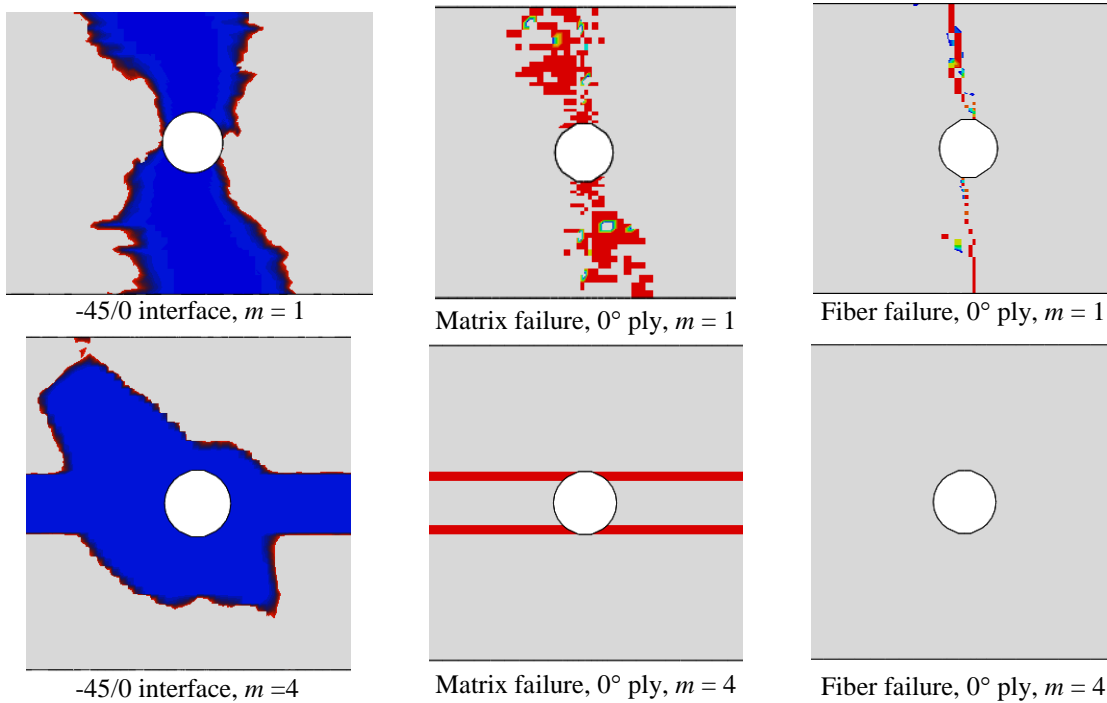 -45/0 interface, m = 1
Matrix failure, 0° ply, m = 1
Fiber failure, 0° ply, m = 1
-45/0 interface, m =4
Matrix failure, 0° ply, m = 4
Fiber failure, 0° ply, m = 4